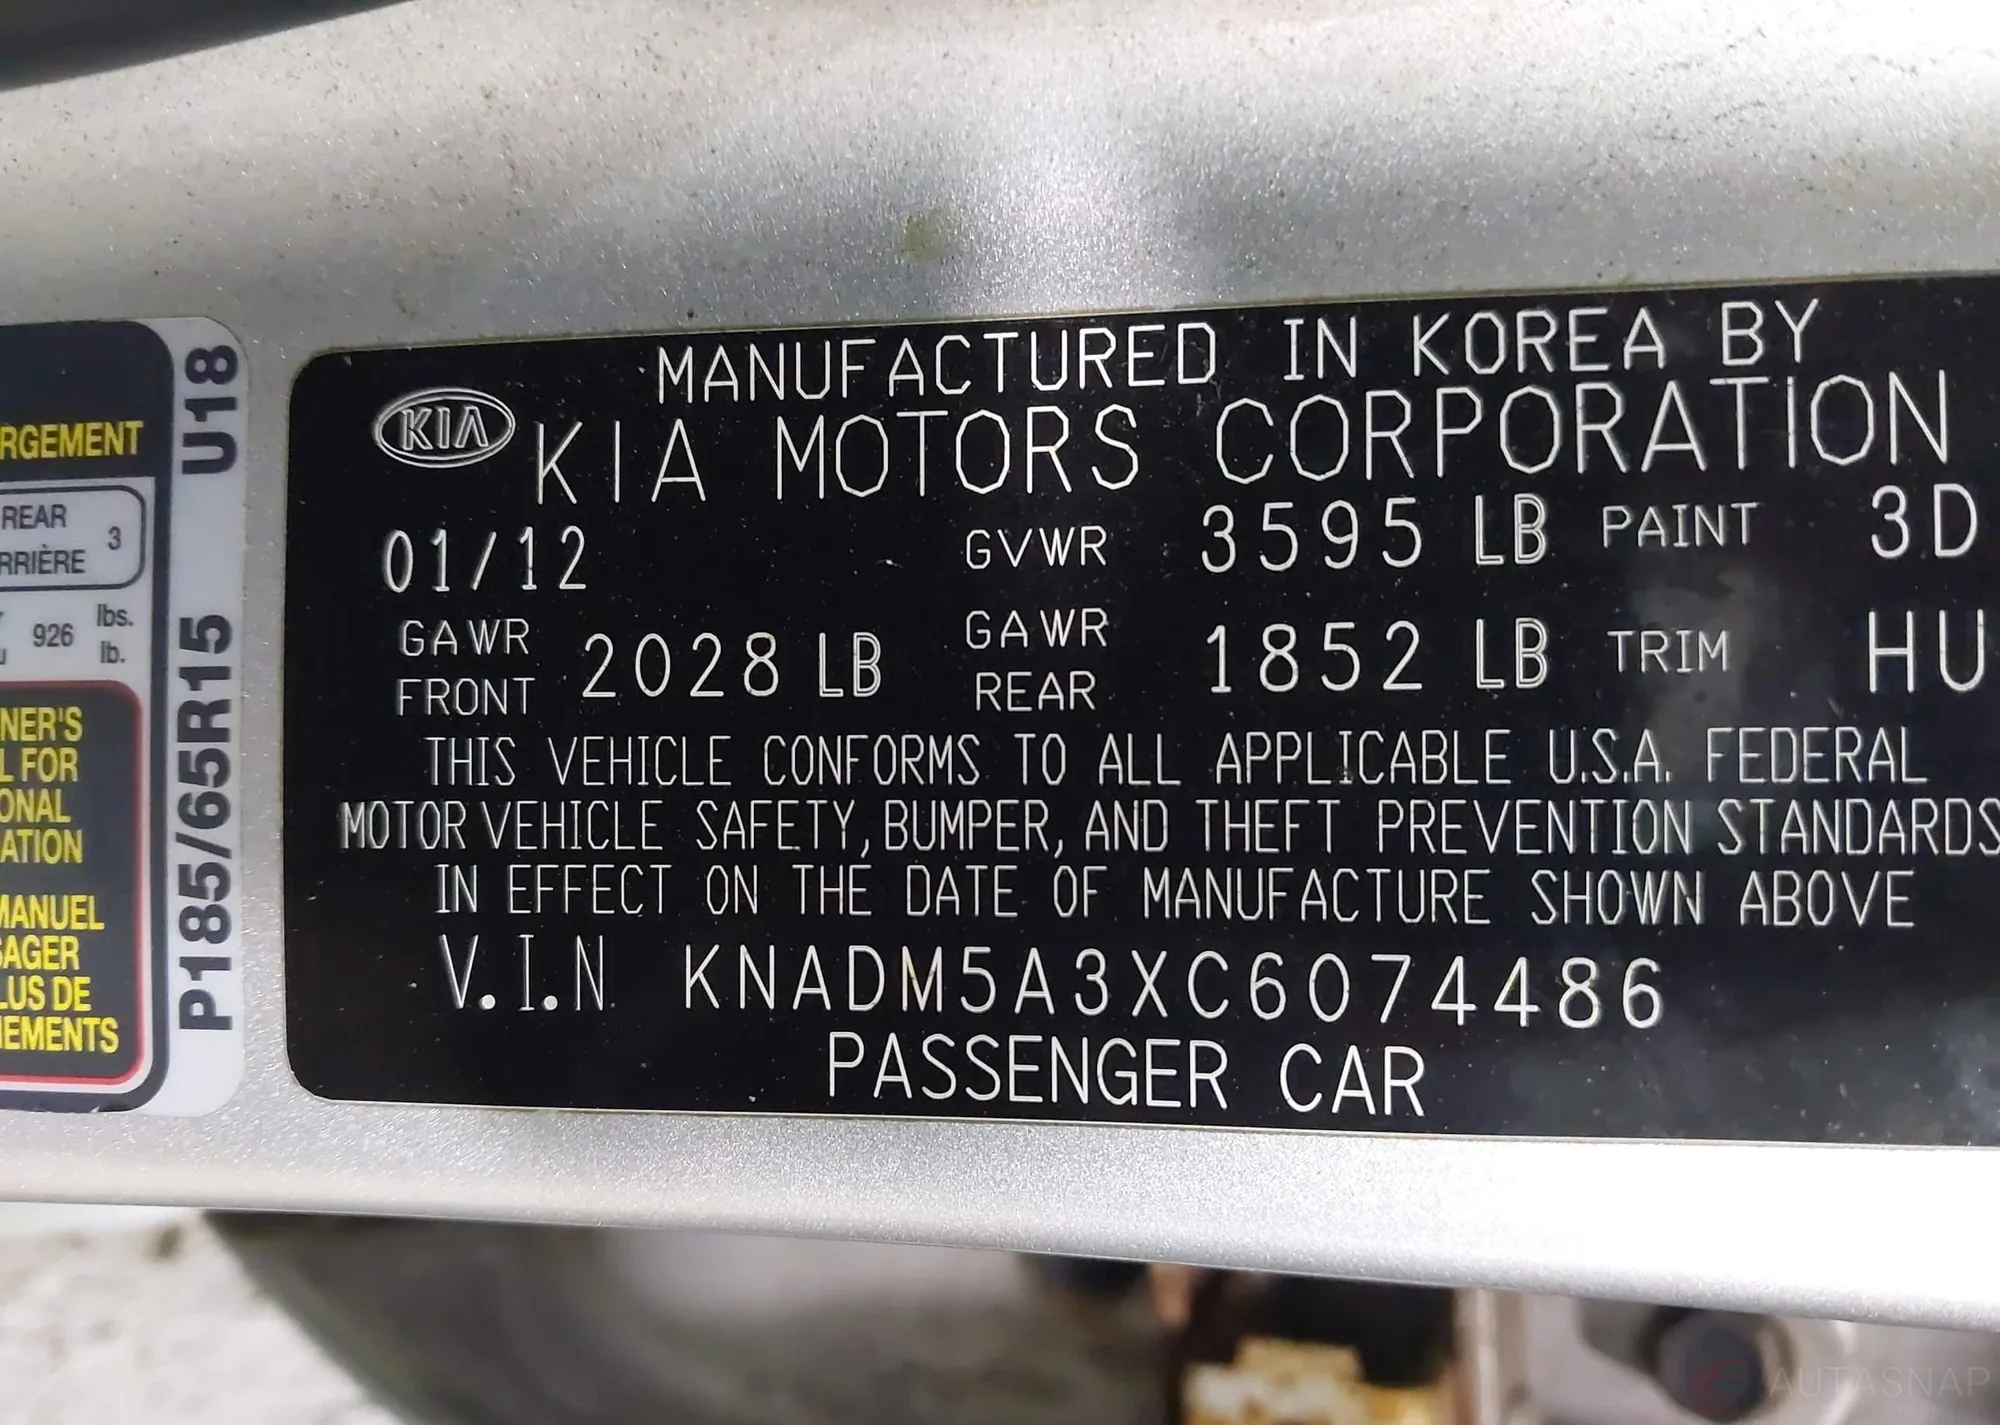 RGEMENT
REAR
RRIÈRE
3
926
lbs.
lb.
NER'S
L FOR
ONAL
ATION
MANUEL
SAGER
LUS DE
NEMENTS
P185/65R15 U18
KIA
MANUFACTURED IN KOREA BY
KIA MOTORS CORPORATION
01/12 GVWR 3595 LB PAINT 3D
GAWR FRONT 2028 LB GAWR REAR 1852 LB TRIM HU
THIS VEHICLE CONFORMS TO ALL APPLICABLE U.S.A. FEDERAL
MOTOR VEHICLE SAFETY, BUMPER, AND THEFT PREVENTION STANDARDS
IN EFFECT ON THE DATE OF MANUFACTURE SHOWN ABOVE
V.I.N KNADM5A3XC6074486
PASSENGER CAR
AUTASNAP